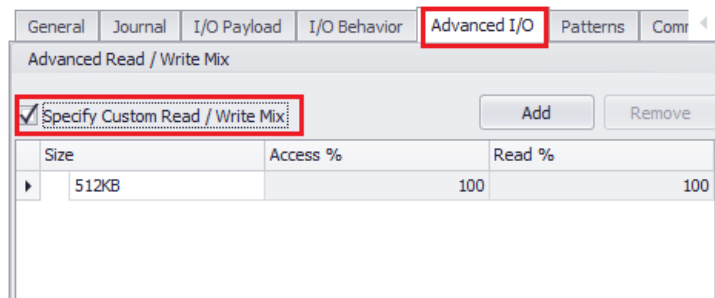 General Journal I/O Payload I/O Behavior Advanced I/O Patterns
Advanced Read / Write Mix
Specify Custom Read / Write Mix Add Remove
Size Access % Read %
512KB 100 100